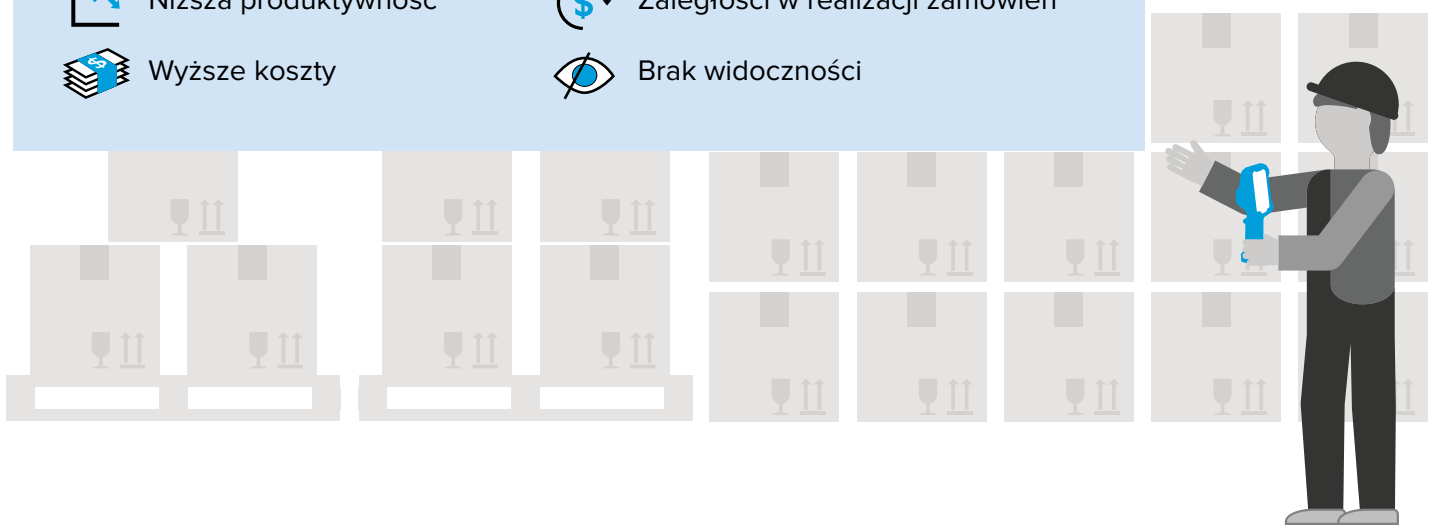 Niższa produktywność
Zaległości w realizacji zamówień
Wyższe koszty
Brak widoczności